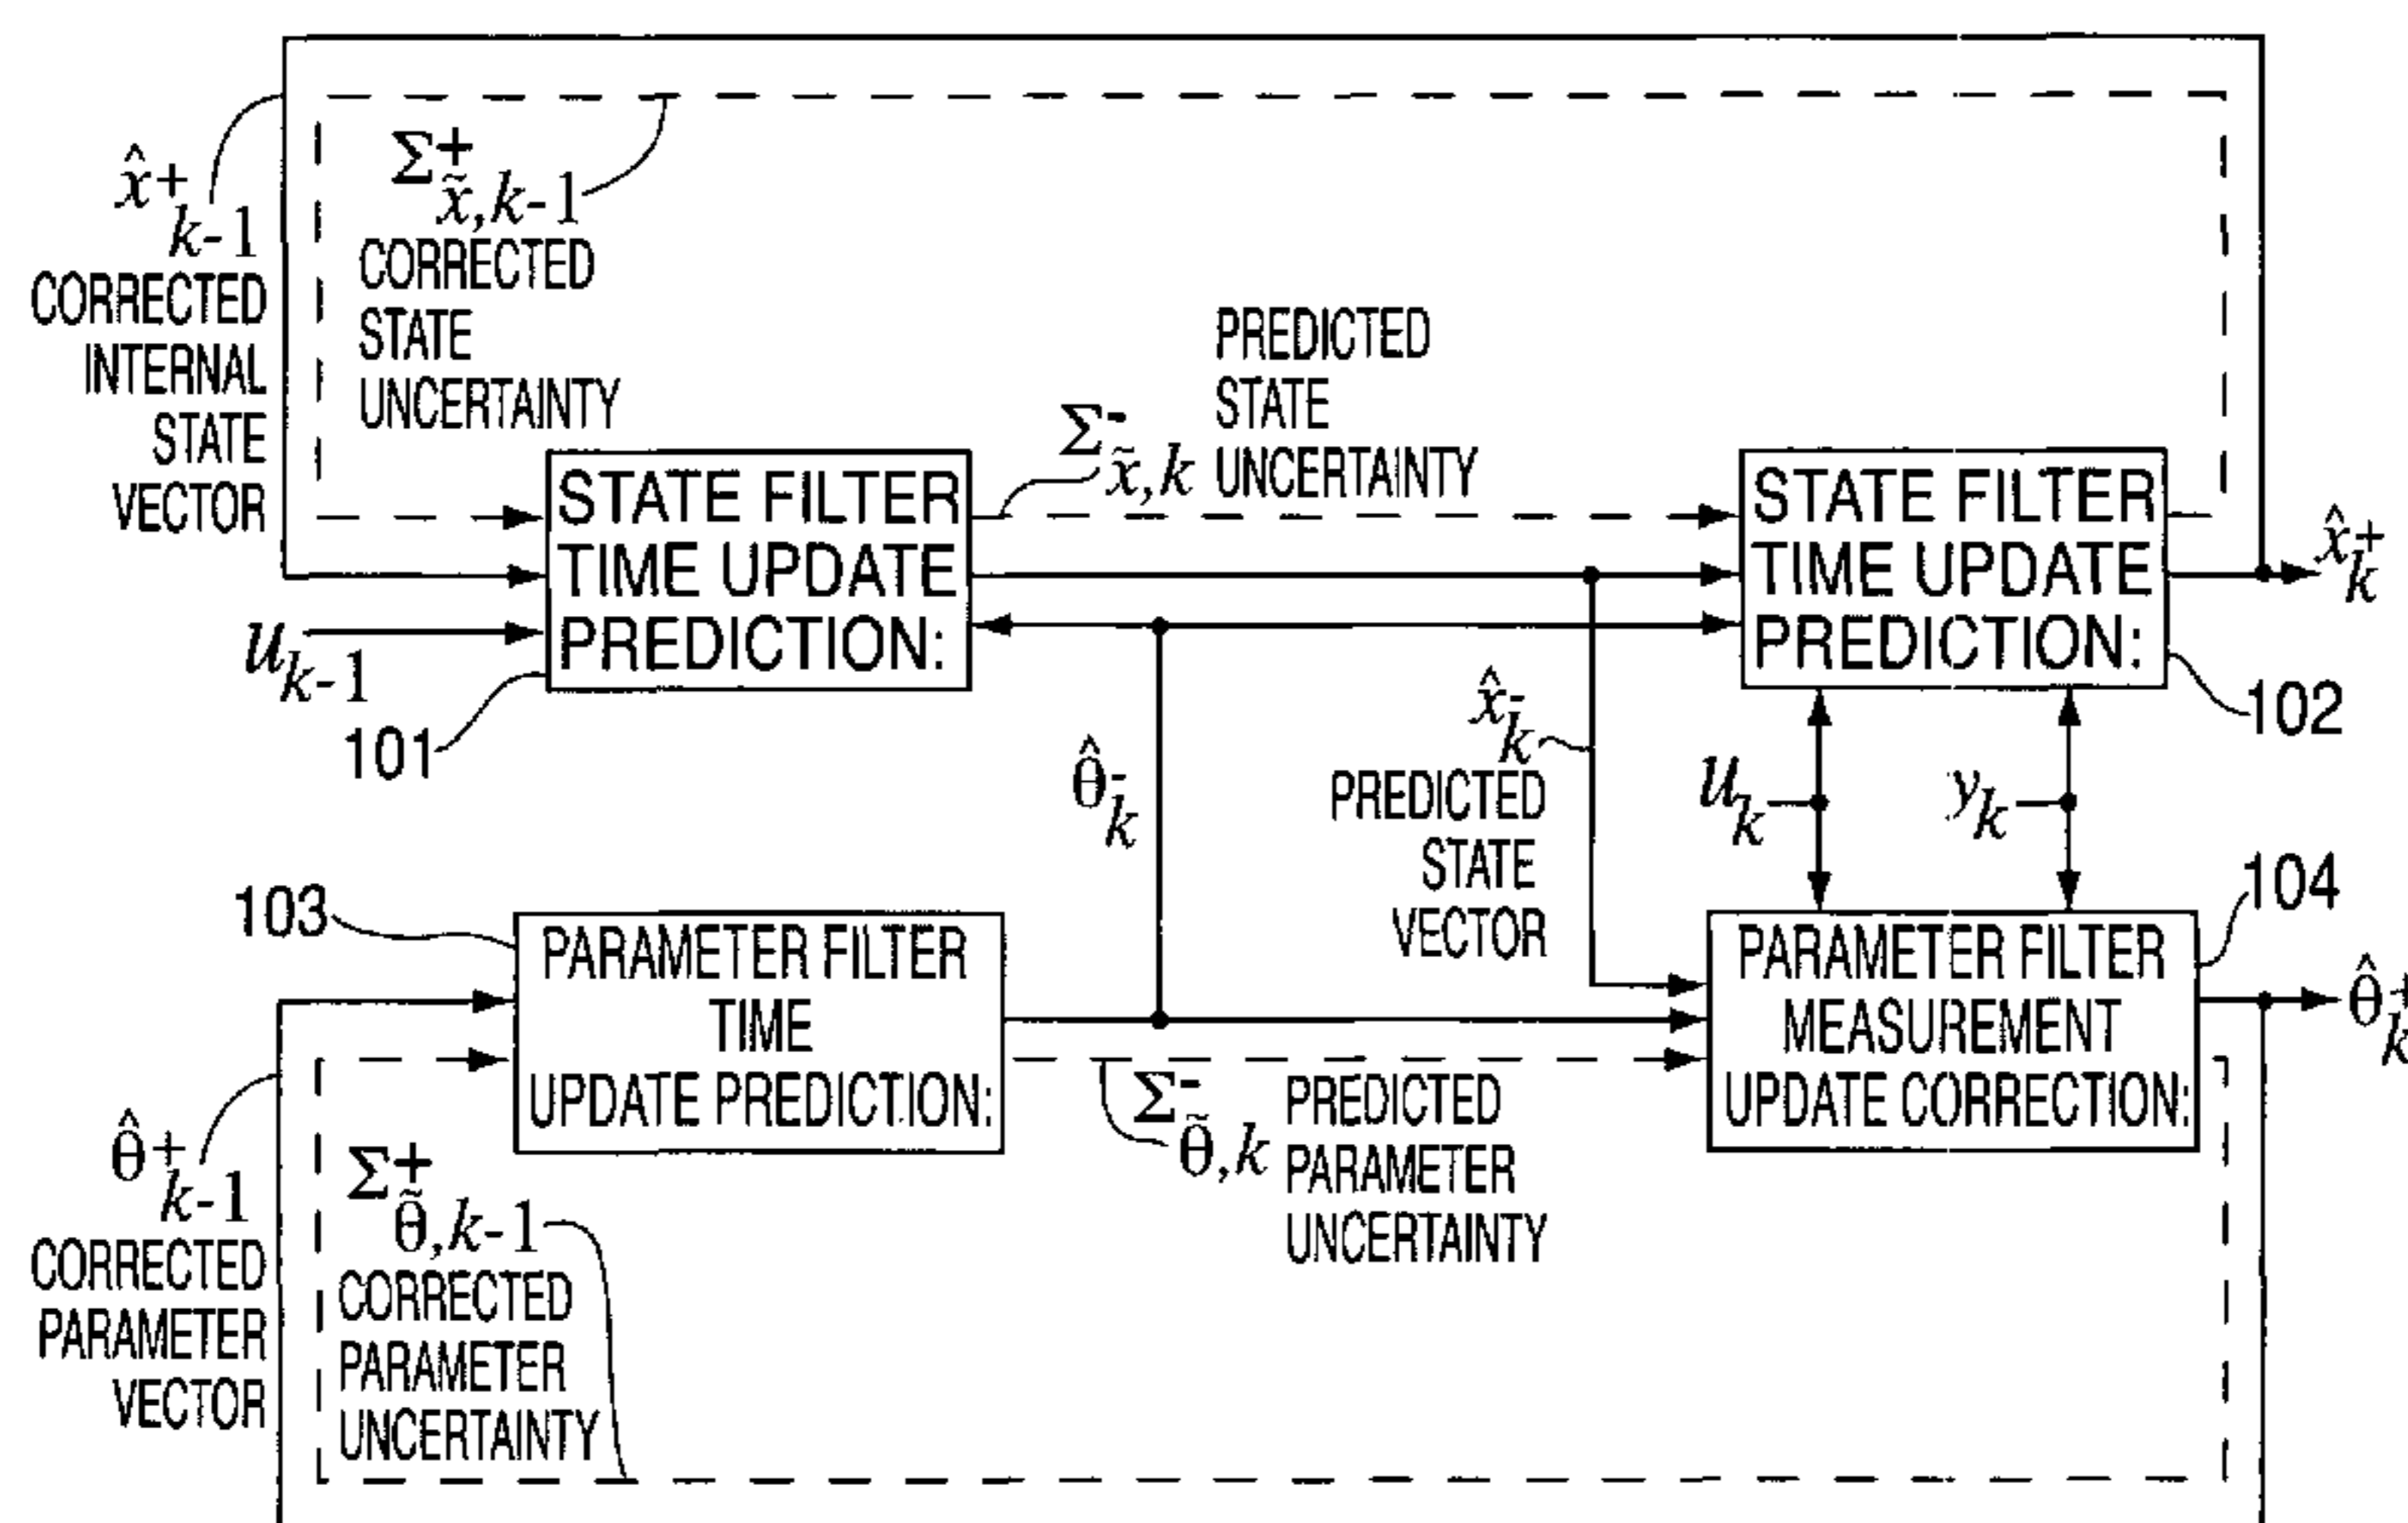 x̂⁺ₖ₋₁
CORRECTED
INTERNAL
STATE
VECTOR
Σ⁺x̃,k-1
CORRECTED
STATE
UNCERTAINTY
Σ⁻x̃,k
PREDICTED
STATE
UNCERTAINTY
STATE FILTER
TIME UPDATE
PREDICTION:
uₖ₋₁
101
STATE FILTER
TIME UPDATE
PREDICTION:
x̂⁺ₖ
102
θ̂⁻ₖ
x̂⁻ₖ
PREDICTED
STATE
VECTOR
uₖ
yₖ
103
PARAMETER FILTER
TIME
UPDATE PREDICTION:
104
PARAMETER FILTER
MEASUREMENT
UPDATE CORRECTION:
θ̂⁺ₖ
θ̂⁺ₖ₋₁
CORRECTED
PARAMETER
VECTOR
Σ⁺θ̃,k-1
CORRECTED
PARAMETER
UNCERTAINTY
Σ⁻θ̃,k
PREDICTED
PARAMETER
UNCERTAINTY